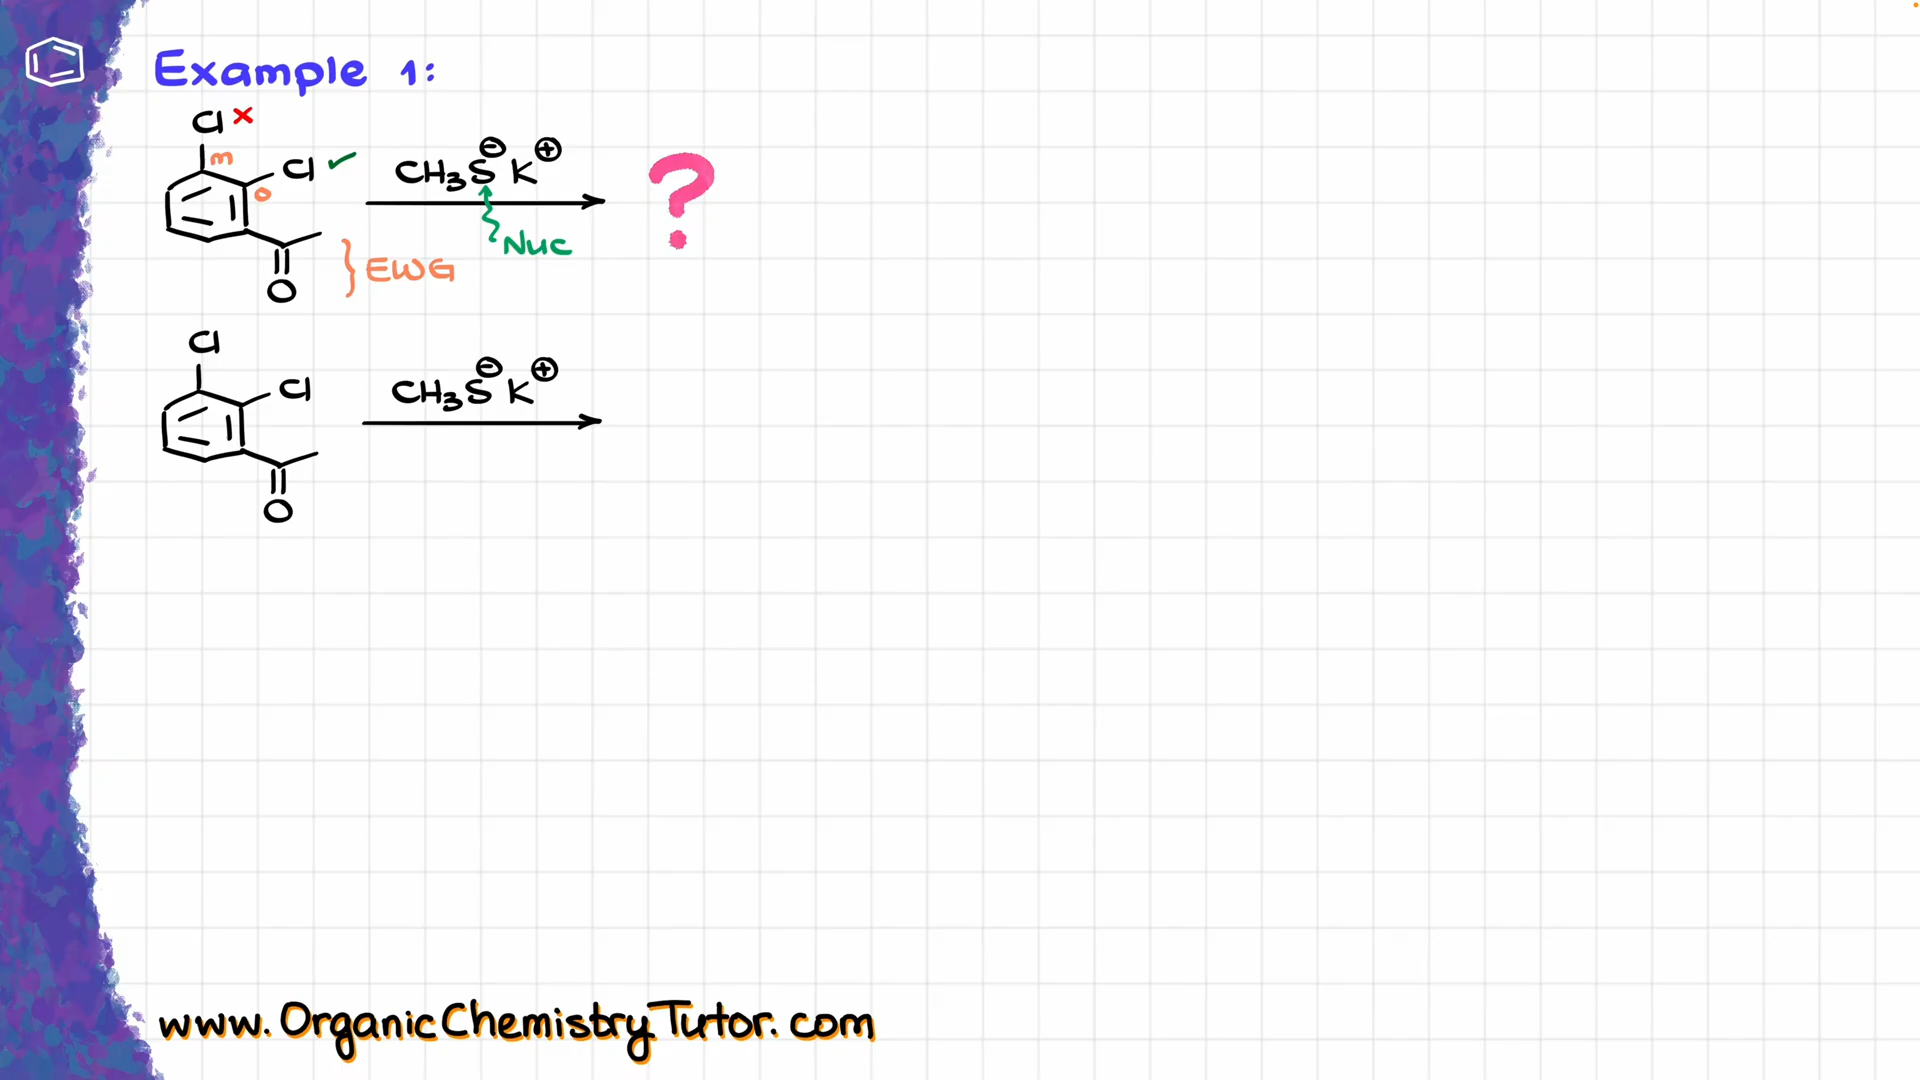 Example 1:
Cl ×
m
Cl ✓
o
CH₃S⊖ K⊕
Nuc
?
O
} EWG
Cl
Cl
CH₃S⊖ K⊕
O
www.OrganicChemistryTutor.com